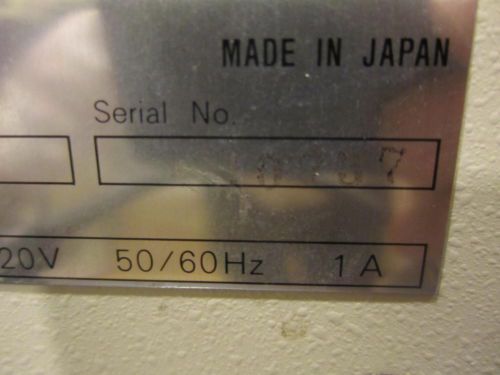 MADE IN JAPAN
Serial No.
20V 50/60Hz 1A